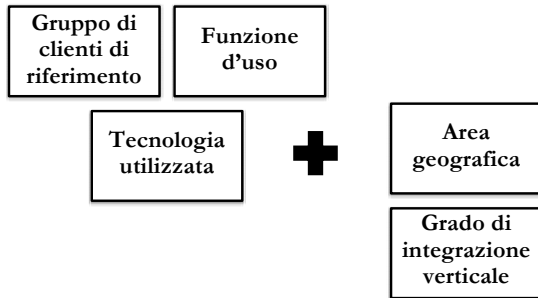 Gruppo di
clienti di
riferimento
Funzione
d'uso
Tecnologia
utilizzata
Area
geografica
Grado di
integrazione
verticale